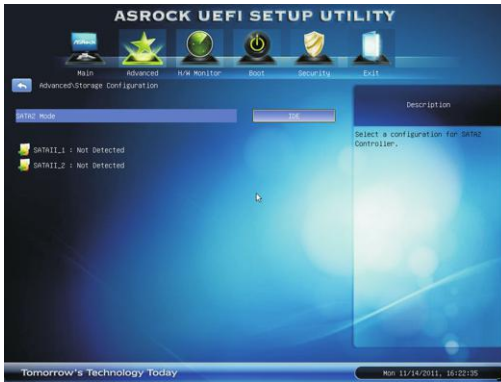 ASROCK UEFI SETUP UTILITY
ASRock
Main Advanced H/W Monitor Boot Security Exit
Advanced\Storage Configuration
Description
SATA2 Mode IDE
Select a configuration for SATA2
Controller.
SATAII_1 : Not Detected
SATAII_2 : Not Detected
Tomorrow's Technology Today
Mon 11/14/2011, 16:22:35